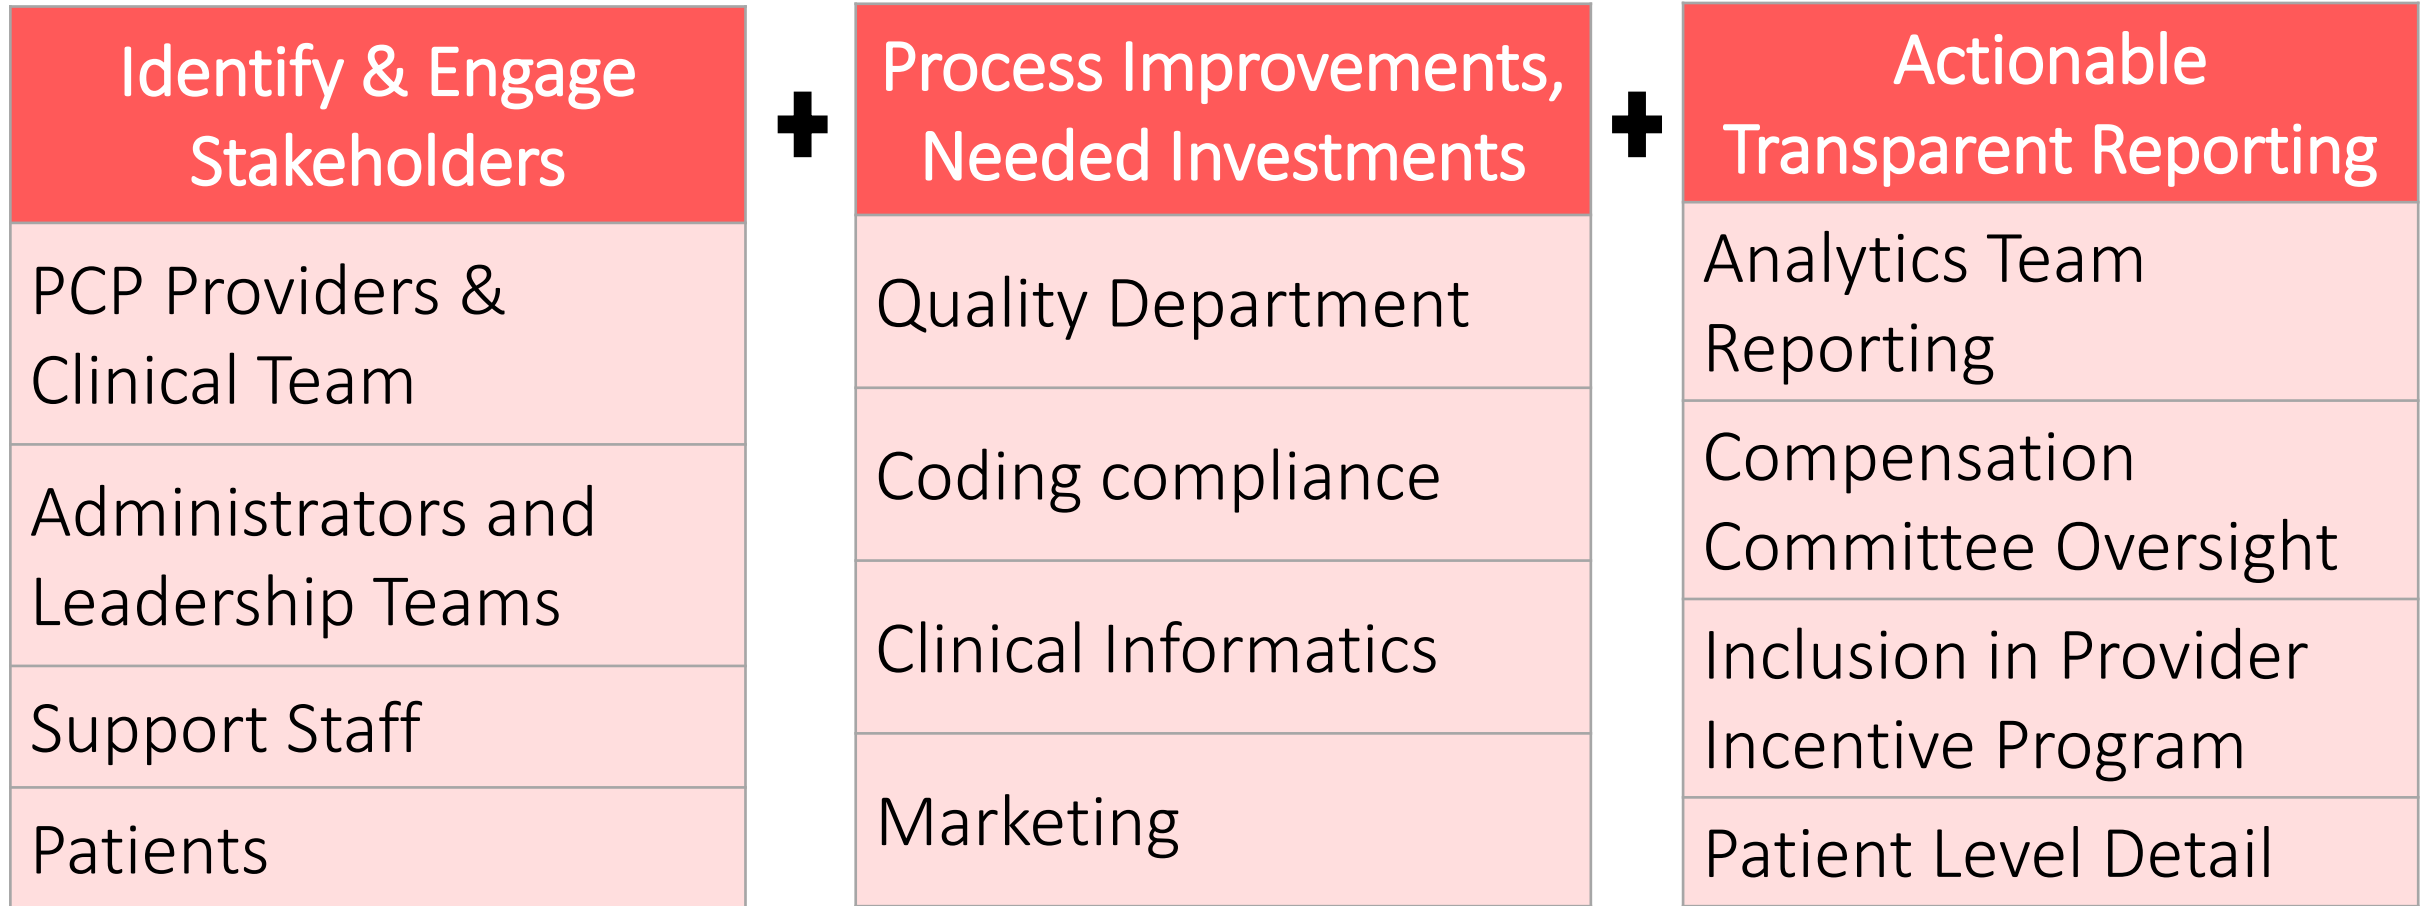 Identify & Engage
Stakeholders
PCP Providers &
Clinical Team
Administrators and
Leadership Teams
Support Staff
Patients
Process Improvements,
Needed Investments
Quality Department
Coding compliance
Clinical Informatics
Marketing
Actionable
Transparent Reporting
Analytics Team
Reporting
Compensation
Committee Oversight
Inclusion in Provider
Incentive Program
Patient Level Detail